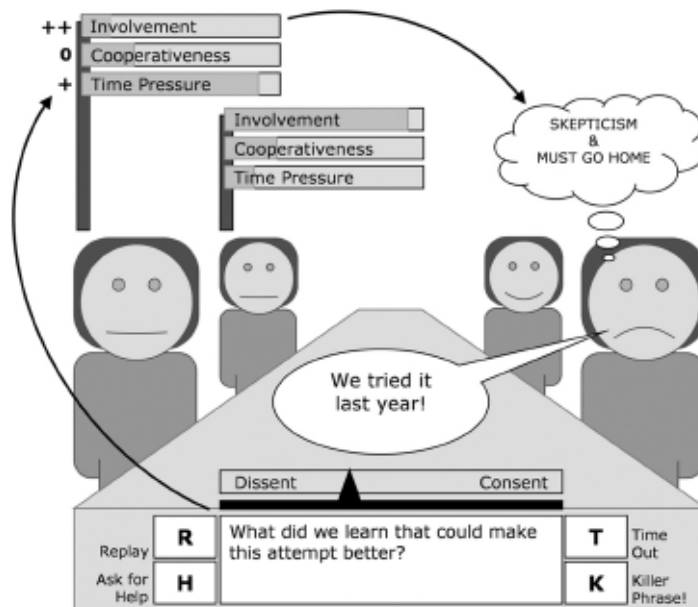 ++ Involvement
0 Cooperativeness
+ Time Pressure
Involvement
Cooperativeness
Time Pressure
SKEPTICISM
&
MUST GO HOME
We tried it
last year!
Dissent Consent
Replay R
Ask for
Help H
What did we learn that could make
this attempt better?
T Time
Out
K Killer
Phrase!